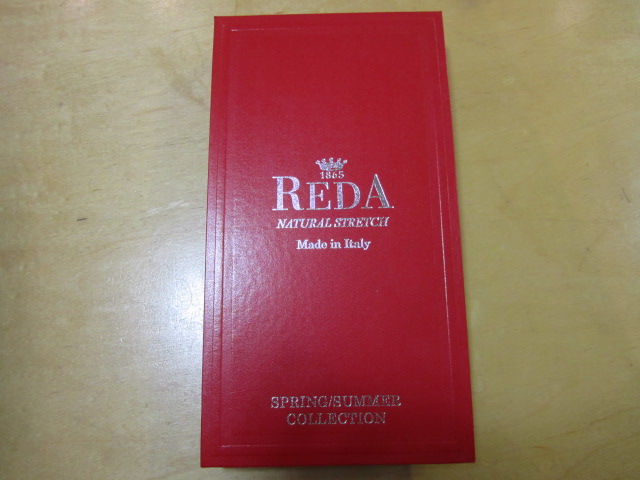 1865
REDA
NATURAL STRETCH
Made in Italy
SPRING/SUMMER
COLLECTION